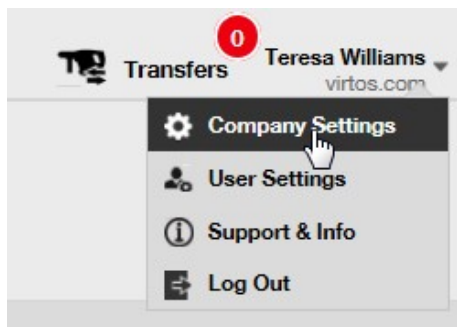 0
Transfers
Teresa Williams
virtos.com
Company Settings
User Settings
Support & Info
Log Out